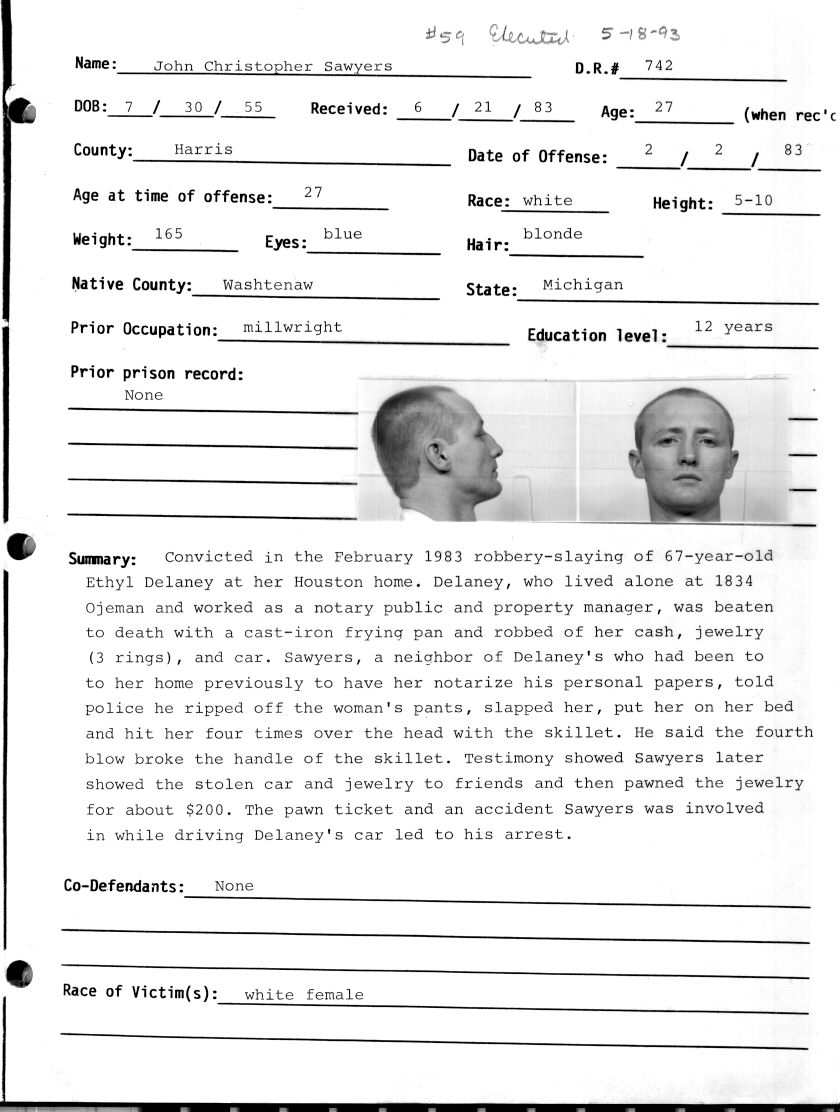 #59 Executed 5-18-93
Name: John Christopher Sawyers D.R.# 742
DOB: 7 / 30 / 55 Received: 6 / 21 / 83 Age: 27 (when rec'd
County: Harris Date of Offense: 2 / 2 / 83
Age at time of offense: 27 Race: white Height: 5-10
Weight: 165 Eyes: blue Hair: blonde
Native County: Washtenaw State: Michigan
Prior Occupation: millwright Education level: 12 years
Prior prison record:
None
Summary: Convicted in the February 1983 robbery-slaying of 67-year-old
Ethyl Delaney at her Houston home. Delaney, who lived alone at 1834
Ojeman and worked as a notary public and property manager, was beaten
to death with a cast-iron frying pan and robbed of her cash, jewelry
(3 rings), and car. Sawyers, a neighbor of Delaney's who had been to
to her home previously to have her notarize his personal papers, told
police he ripped off the woman's pants, slapped her, put her on her bed
and hit her four times over the head with the skillet. He said the fourth
blow broke the handle of the skillet. Testimony showed Sawyers later
showed the stolen car and jewelry to friends and then pawned the jewelry
for about $200. The pawn ticket and an accident Sawyers was involved
in while driving Delaney's car led to his arrest.
Co-Defendants: None
Race of Victim(s): white female